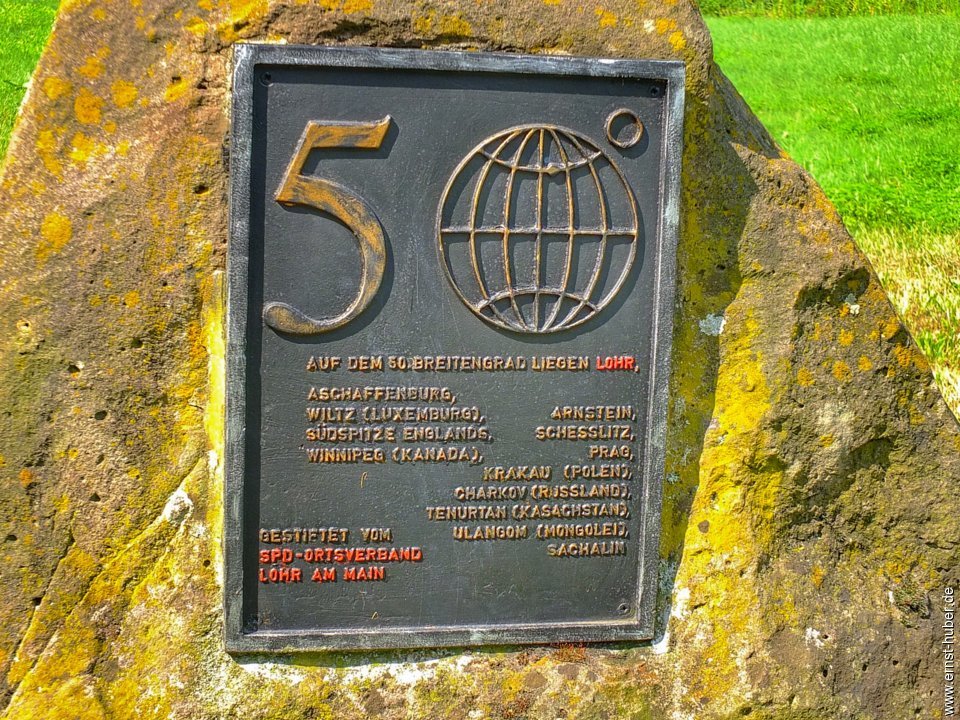 50°
AUF DEM 50. BREITENGRAD LIEGEN LOHR,
ASCHAFFENBURG,
WILTZ (LUXEMBURG),
SÜDSPITZE ENGLANDS,
WINNIPEG (KANADA),
ARNSTEIN,
SCHESSLITZ,
PRAG,
KRAKAU (POLEN),
CHARKOV (RUSSLAND),
TENURTAN (KASACHSTAN),
ULANGOM (MONGOLEI),
SACHALIN
GESTIFTET VOM
SPD-ORTSVERBAND
LOHR AM MAIN
www.ernst-huber.de